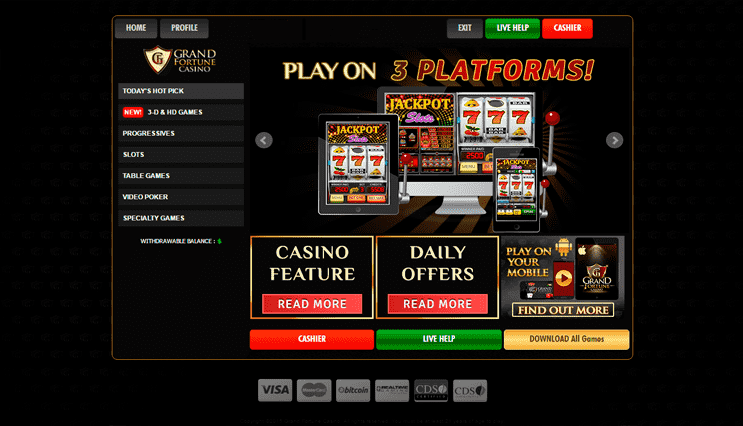 HOME
PROFILE
EXIT
LIVE HELP
CASHIER
GRAND
FORTUNE
CASINO
PLAY ON 3 PLATFORMS!
TODAY'S HOT PICK
NEW! 3-D & HD GAMES
PROGRESSIVES
SLOTS
TABLE GAMES
VIDEO POKER
SPECIALTY GAMES
WITHDRAWABLE BALANCE : $
JACKPOT
Slots
JACKPOT
Slots
JACKPOT
Slots
CASINO
FEATURE
READ MORE
DAILY
OFFERS
READ MORE
PLAY ON
YOUR
MOBILE
GRAND
FORTUNE
FIND OUT MORE
CASHIER
LIVE HELP
DOWNLOAD All Games
VISA
MasterCard
bitcoin
CDS
CERTIFIED
CDS